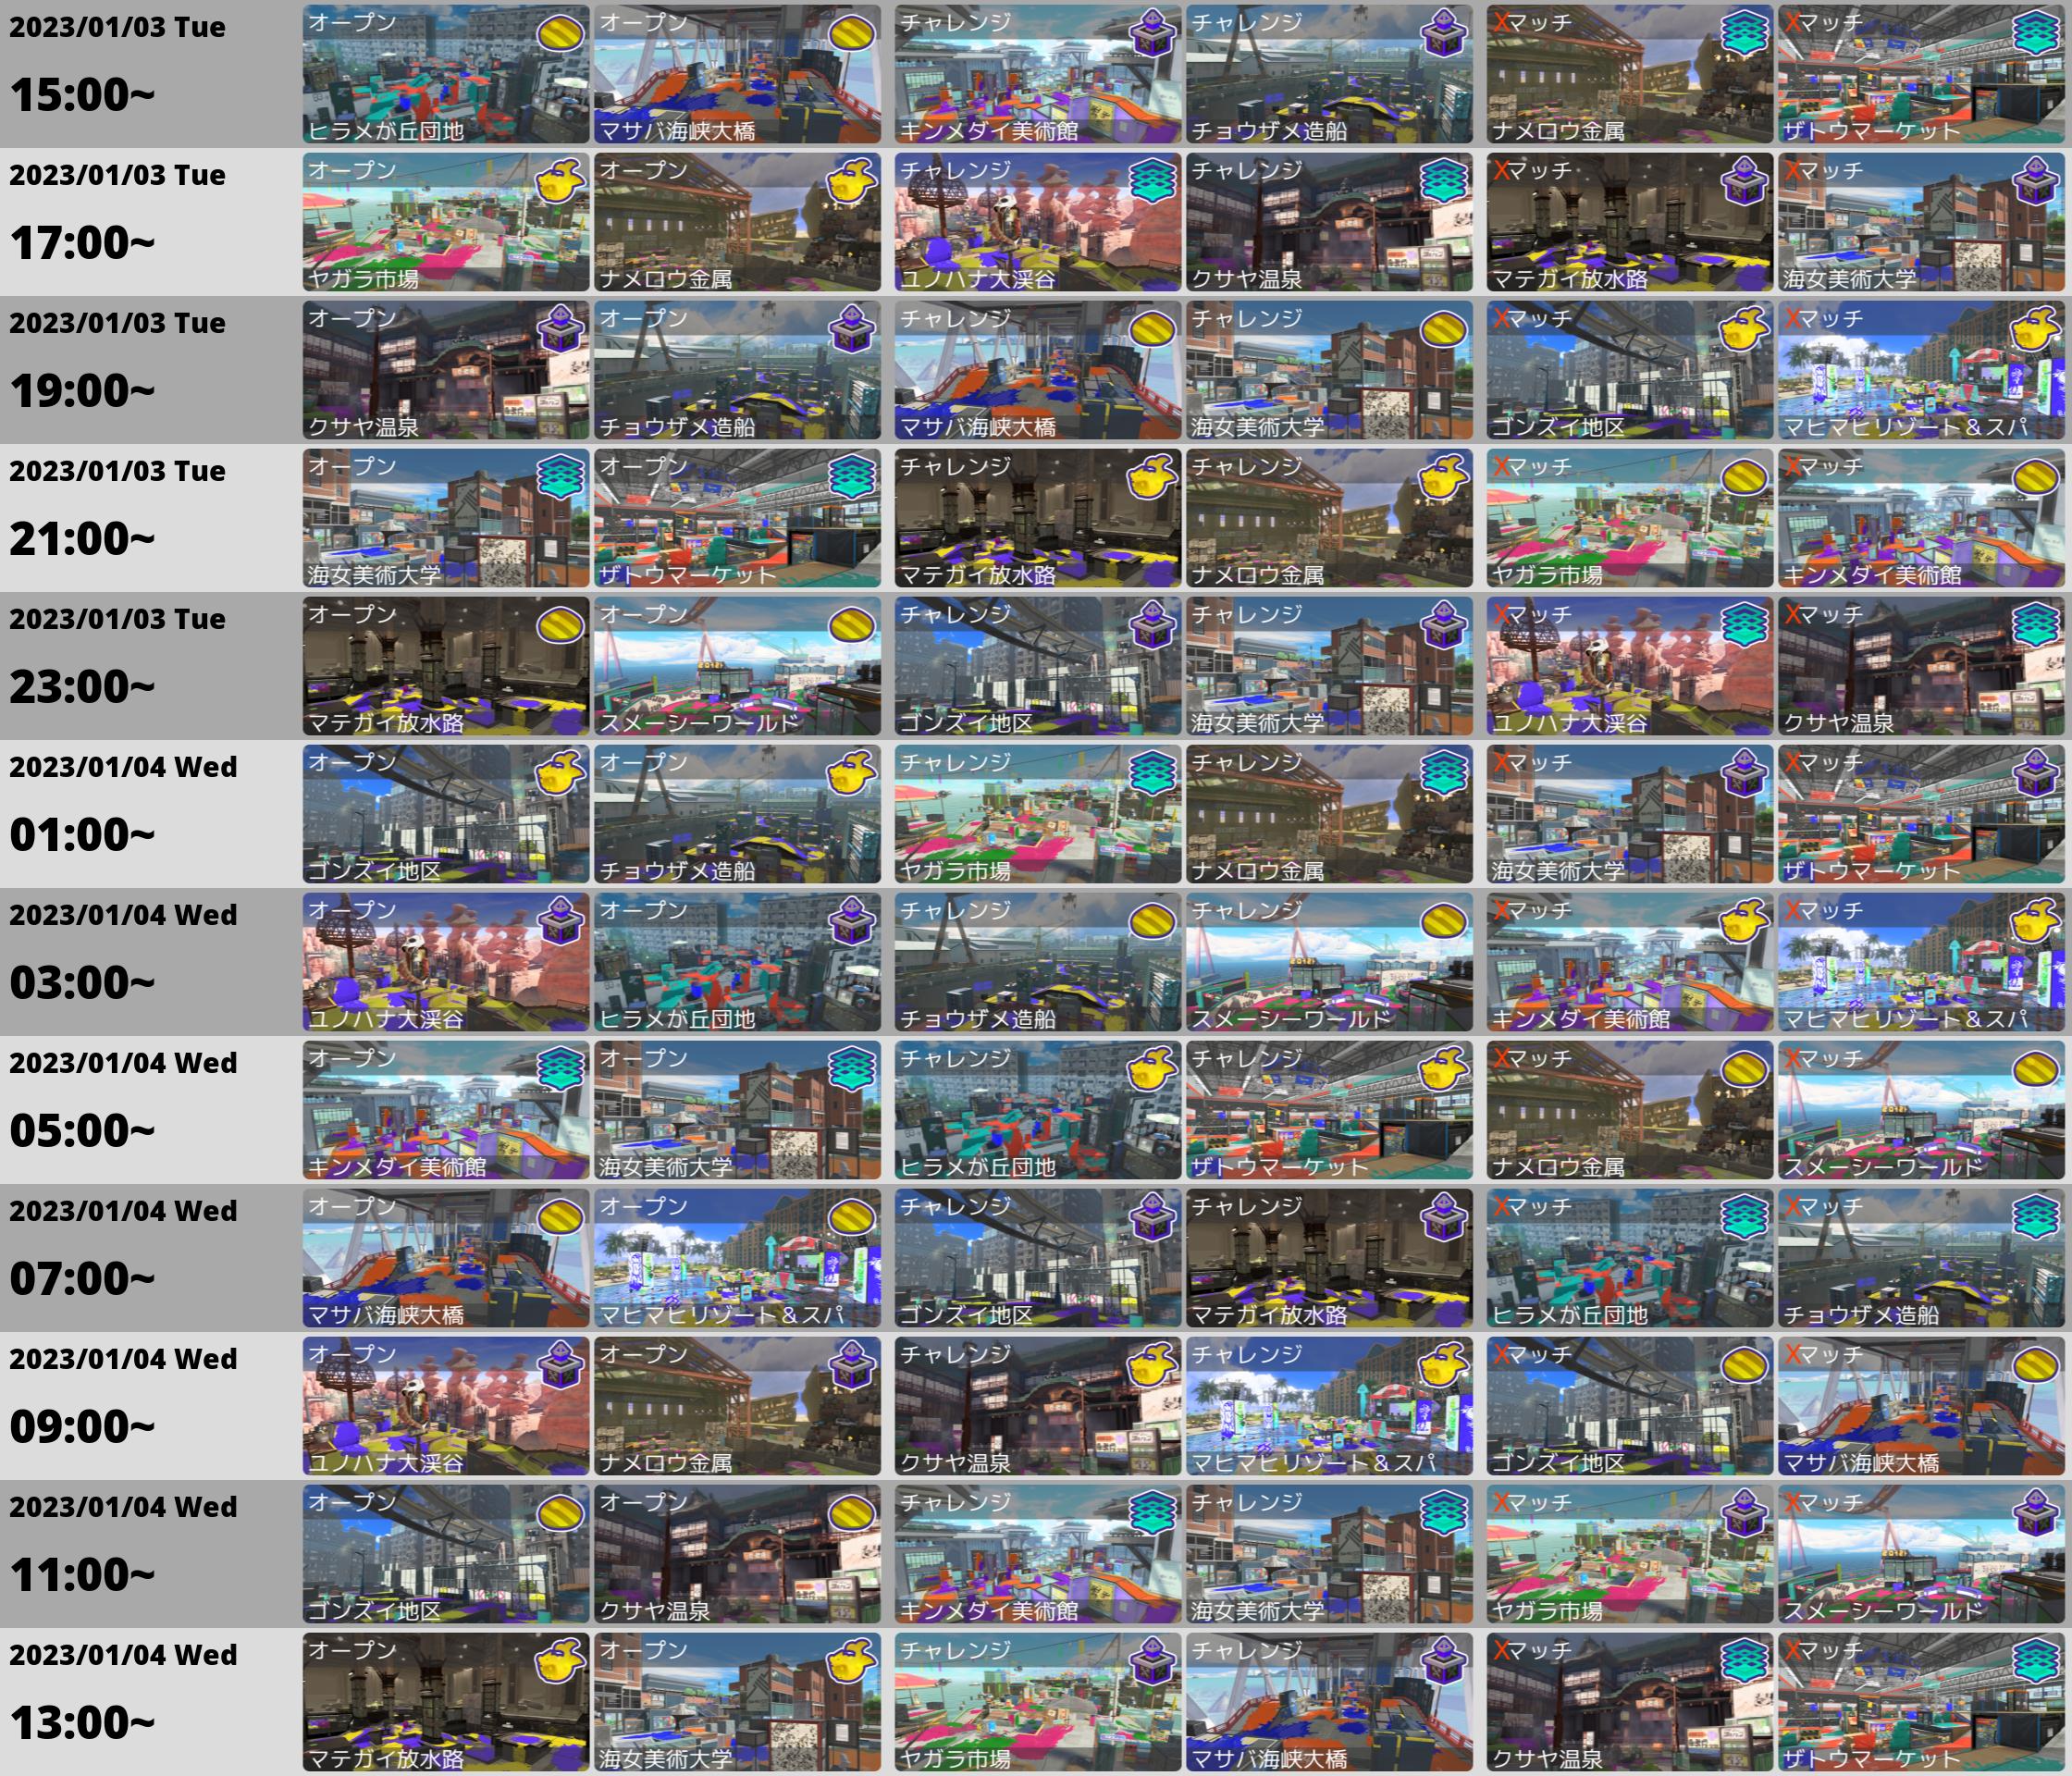 2023/01/03 Tue
15:00~
オープン オープン チャレンジ チャレンジ Xマッチ Xマッチ
ヒラメが丘団地 マサバ海峡大橋 キンメダイ美術館 チョウザメ造船 ナメロウ金属 ザトウマーケット
2023/01/03 Tue
17:00~
オープン オープン チャレンジ チャレンジ Xマッチ Xマッチ
ヤガラ市場 ナメロウ金属 ユノハナ大渓谷 クサヤ温泉 マテガイ放水路 海女美術大学
2023/01/03 Tue
19:00~
オープン オープン チャレンジ チャレンジ Xマッチ Xマッチ
クサヤ温泉 チョウザメ造船 マサバ海峡大橋 海女美術大学 ゴンズイ地区 マヒマヒリゾート&スパ
2023/01/03 Tue
21:00~
オープン オープン チャレンジ チャレンジ Xマッチ Xマッチ
海女美術大学 ザトウマーケット マテガイ放水路 ナメロウ金属 ヤガラ市場 キンメダイ美術館
2023/01/03 Tue
23:00~
オープン オープン チャレンジ チャレンジ Xマッチ Xマッチ
マテガイ放水路 スメーシーワールド ゴンズイ地区 海女美術大学 ユノハナ大渓谷 クサヤ温泉
2023/01/04 Wed
01:00~
オープン オープン チャレンジ チャレンジ Xマッチ Xマッチ
ゴンズイ地区 チョウザメ造船 ヤガラ市場 ナメロウ金属 海女美術大学 ザトウマーケット
2023/01/04 Wed
03:00~
オープン オープン チャレンジ チャレンジ Xマッチ Xマッチ
ユノハナ大渓谷 ヒラメが丘団地 チョウザメ造船 スメーシーワールド キンメダイ美術館 マヒマヒリゾート&スパ
2023/01/04 Wed
05:00~
オープン オープン チャレンジ チャレンジ Xマッチ Xマッチ
キンメダイ美術館 海女美術大学 ヒラメが丘団地 ザトウマーケット ナメロウ金属 スメーシーワールド
2023/01/04 Wed
07:00~
オープン オープン チャレンジ チャレンジ Xマッチ Xマッチ
マサバ海峡大橋 マヒマヒリゾート&スパ ゴンズイ地区 マテガイ放水路 ヒラメが丘団地 チョウザメ造船
2023/01/04 Wed
09:00~
オープン オープン チャレンジ チャレンジ Xマッチ Xマッチ
ユノハナ大渓谷 ナメロウ金属 クサヤ温泉 マヒマヒリゾート&スパ ゴンズイ地区 マサバ海峡大橋
2023/01/04 Wed
11:00~
オープン オープン チャレンジ チャレンジ Xマッチ Xマッチ
ゴンズイ地区 クサヤ温泉 キンメダイ美術館 海女美術大学 ヤガラ市場 スメーシーワールド
2023/01/04 Wed
13:00~
オープン オープン チャレンジ チャレンジ Xマッチ Xマッチ
マテガイ放水路 海女美術大学 ヤガラ市場 マサバ海峡大橋 クサヤ温泉 ザトウマーケット